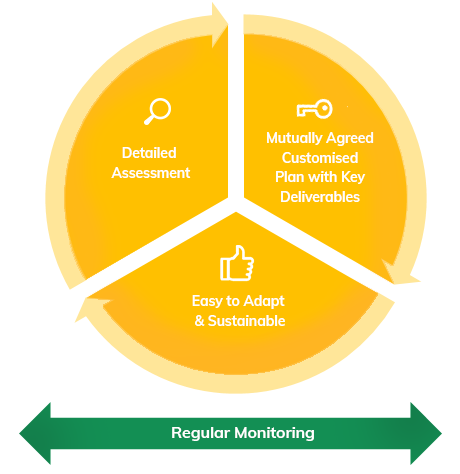 Detailed
Assessment
Mutually Agreed
Customised
Plan with Key
Deliverables
Easy to Adapt
& Sustainable
Regular Monitoring